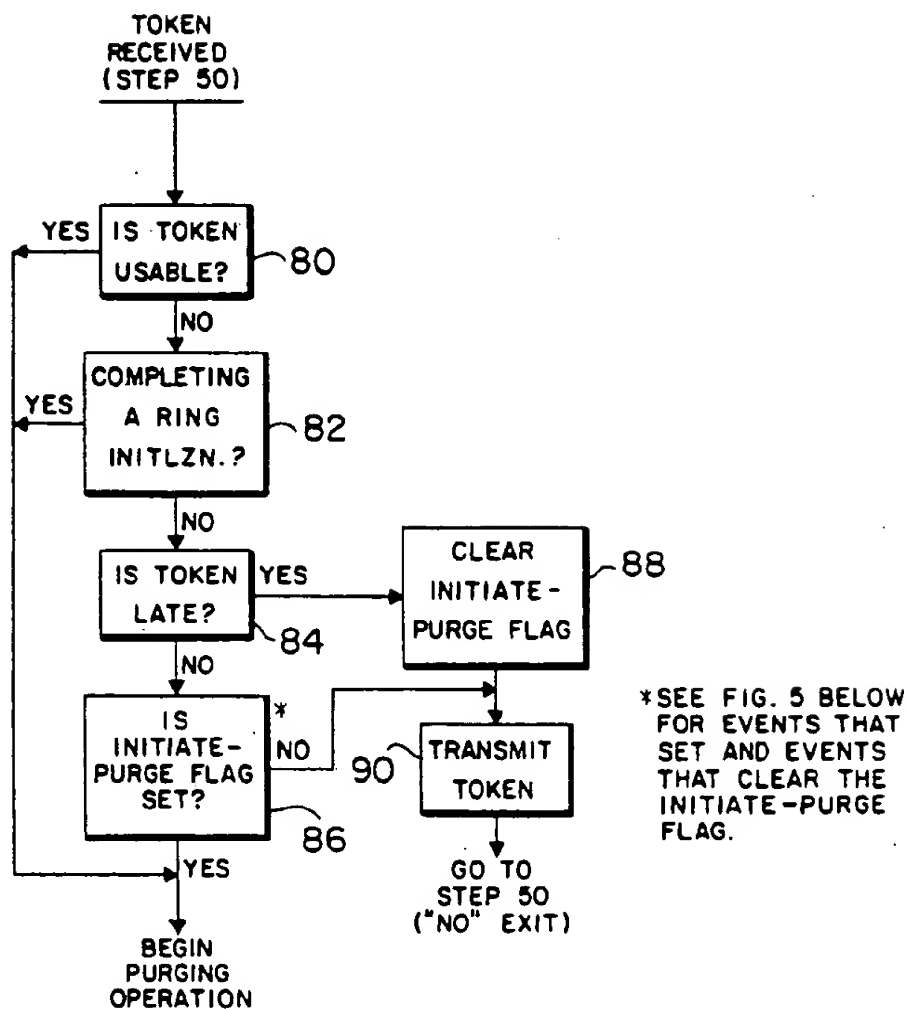 TOKEN
RECEIVED
(STEP 50)
YES
IS TOKEN
USABLE?
80
NO
COMPLETING
A RING
INITLZN.?
YES
82
NO
IS TOKEN
LATE?
YES
84
CLEAR
INITIATE-
PURGE FLAG
88
NO
IS
INITIATE-
PURGE FLAG
SET?
*
NO
86
90
TRANSMIT
TOKEN
*SEE FIG. 5 BELOW
FOR EVENTS THAT
SET AND EVENTS
THAT CLEAR THE
INITIATE-PURGE
FLAG.
YES
GO TO
STEP 50
("NO" EXIT)
BEGIN
PURGING
OPERATION